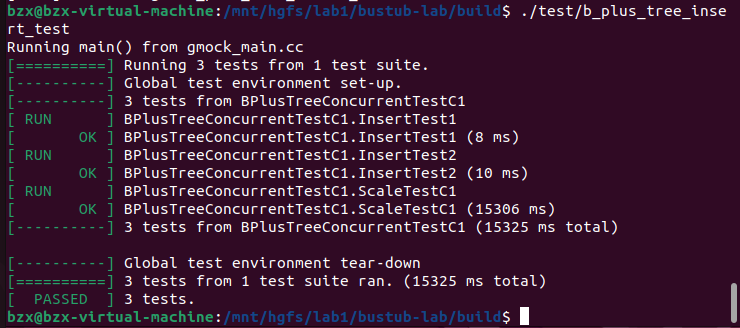 bzx@bzx-virtual-machine:/mnt/hgfs/lab1/bustub-lab/build$ ./test/b_plus_tree_inse
rt_test
Running main() from gmock_main.cc
[==========] Running 3 tests from 1 test suite.
[----------] Global test environment set-up.
[----------] 3 tests from BPlusTreeConcurrentTestC1
[ RUN      ] BPlusTreeConcurrentTestC1.InsertTest1
[       OK ] BPlusTreeConcurrentTestC1.InsertTest1 (8 ms)
[ RUN      ] BPlusTreeConcurrentTestC1.InsertTest2
[       OK ] BPlusTreeConcurrentTestC1.InsertTest2 (10 ms)
[ RUN      ] BPlusTreeConcurrentTestC1.ScaleTestC1
[       OK ] BPlusTreeConcurrentTestC1.ScaleTestC1 (15306 ms)
[----------] 3 tests from BPlusTreeConcurrentTestC1 (15325 ms total)

[----------] Global test environment tear-down
[==========] 3 tests from 1 test suite ran. (15325 ms total)
[  PASSED  ] 3 tests.
bzx@bzx-virtual-machine:/mnt/hgfs/lab1/bustub-lab/build$